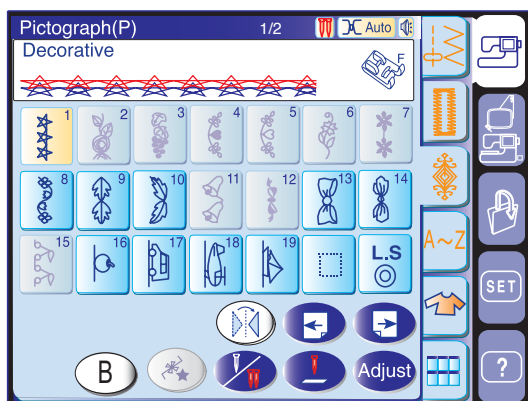 Pictograph(P) 1/2 Auto
Decorative F
1 2 3 4 5 6 7
8 9 10 11 12 13 14
15 16 17 18 19 L.S
A~Z
SET
B Adjust ?